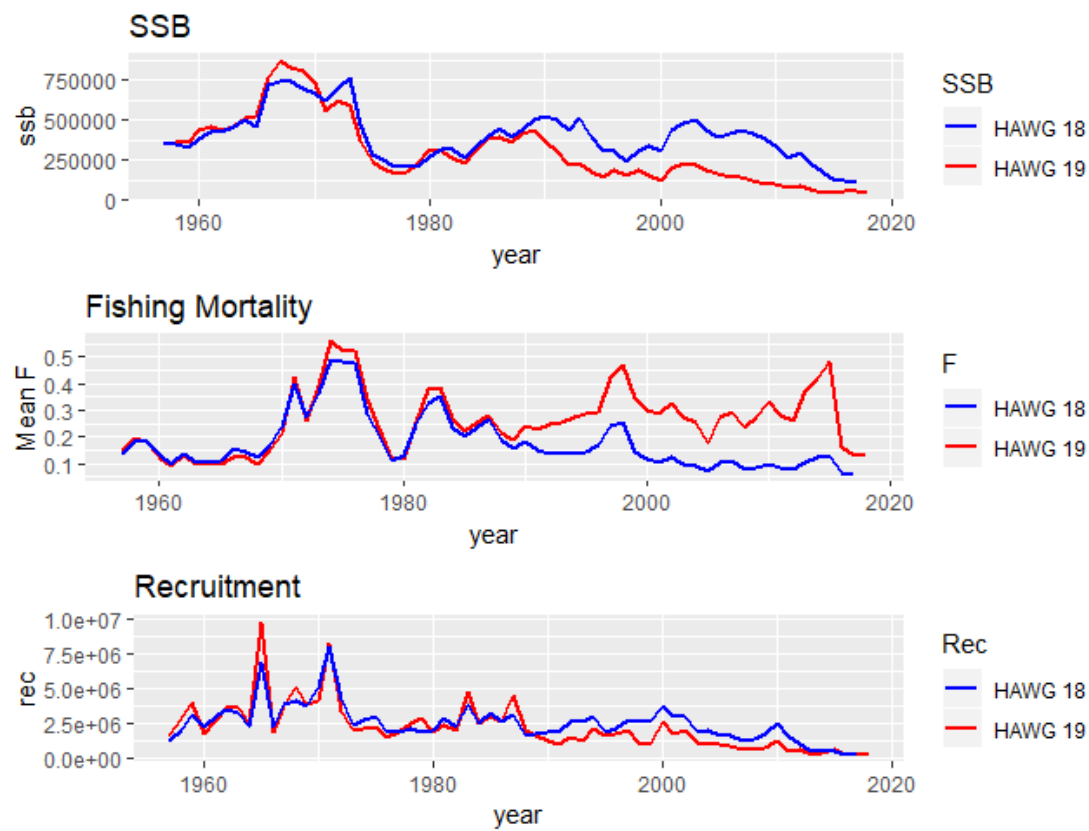 SSB
750000
500000
250000
0
ssb
1960 1980 2000 2020
year
SSB
HAWG 18
HAWG 19
Fishing Mortality
0.5
0.4
0.3
0.2
0.1
Mean F
1960 1980 2000 2020
year
F
HAWG 18
HAWG 19
Recruitment
1.0e+07
7.5e+06
5.0e+06
2.5e+06
0.0e+00
rec
1960 1980 2000 2020
year
Rec
HAWG 18
HAWG 19